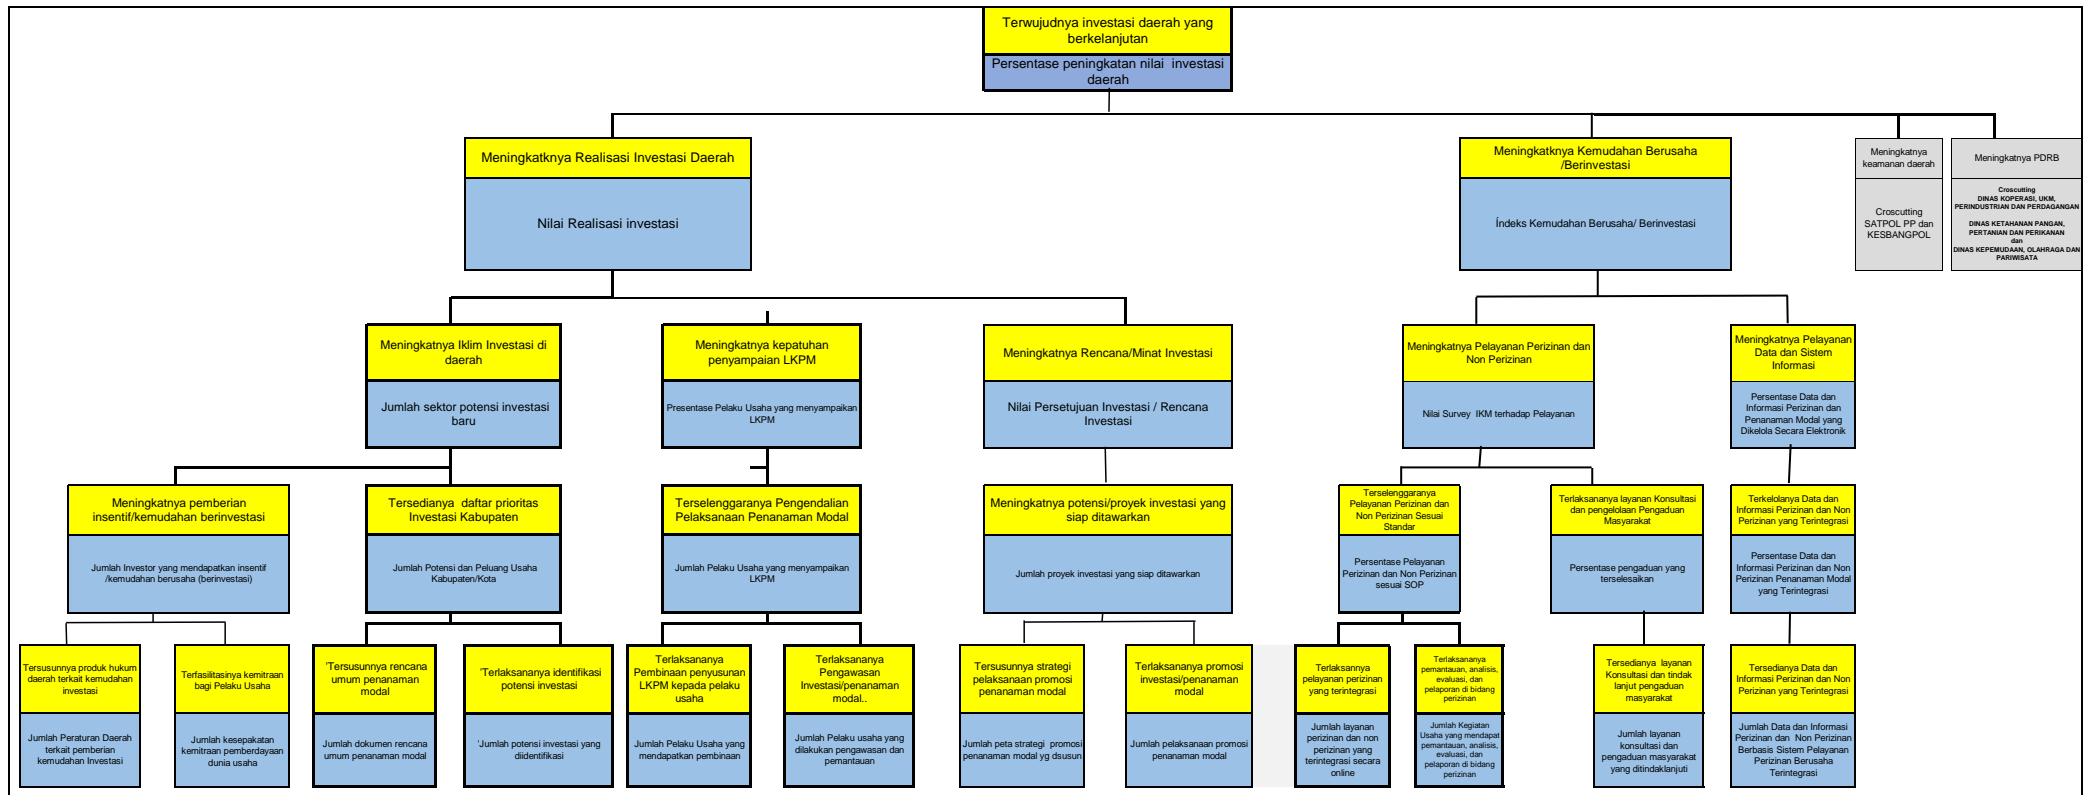 Terwujudnya investasi daerah yang
berkelanjutan
Persentase peningkatan nilai  investasi
daerah
Meningkatknya Realisasi Investasi Daerah
Nilai Realisasi investasi
Meningkatknya Kemudahan Berusaha
/Berinvestasi
Índeks Kemudahan Berusaha/ Berinvestasi
Meningkatnya
keamanan daerah
Croscutting
SATPOL PP dan
KESBANGPOL
Meningkatnya PDRB
Croscutting
DINAS KOPERASI, UKM,
PERINDUSTRIAN DAN PERDAGANGAN
DINAS KETAHANAN PANGAN,
PERTANIAN DAN PERIKANAN
dan
DINAS KEPEMUDAAN, OLAHRAGA DAN
PARIWISATA
Meningkatnya Iklim Investasi di
daerah
Jumlah sektor potensi investasi
baru
Meningkatnya kepatuhan
penyampaian LKPM
Presentase Pelaku Usaha yang menyampaikan
LKPM
Meningkatnya Rencana/Minat Investasi
Nilai Persetujuan Investasi / Rencana
Investasi
Meningkatnya Pelayanan Perizinan dan
Non Perizinan
Nilai Survey  IKM terhadap Pelayanan
Meningkatnya Pelayanan
Data dan Sistem
Informasi
Persentase Data dan
Informasi Perizinan dan
Penanaman Modal yang
Dikelola Secara Elektronik
Meningkatnya pemberian
insentif/kemudahan berinvestasi
Jumlah Investor yang mendapatkan insentif
/kemudahan berusaha (berinvestasi)
Tersedianya  daftar prioritas
Investasi Kabupaten
Jumlah Potensi dan Peluang Usaha
Kabupaten/Kota
Terselenggaranya Pengendalian
Pelaksanaan Penanaman Modal
Jumlah Pelaku Usaha yang menyampaikan
LKPM
Meningkatnya potensi/proyek investasi yang
siap ditawarkan
Jumlah proyek investasi yang siap ditawarkan
Terselenggaranya
Pelayanan Perizinan dan
Non Perizinan Sesuai
Standar
Persentase Pelayanan
Perizinan dan Non Perizinan
sesuai SOP
Terlaksananya layanan Konsultasi
dan pengelolaan Pengaduan
Masyarakat
Persentase pengaduan yang
terselesaikan
Terkelolanya Data dan
Informasi Perizinan dan Non
Perizinan yang Terintegrasi
Persentase Data dan
Informasi Perizinan dan Non
Perizinan Penanaman Modal
yang Terintegrasi
Tersusunnya produk hukum
daerah terkait kemudahan
investasi
Jumlah Peraturan Daerah
terkait pemberian
kemudahan Investasi
Terfasilitasinya kemitraan
bagi Pelaku Usaha
Jumlah kesepakatan
kemitraan pemberdayaan
dunia usaha
'Tersusunnya rencana
umum penanaman
modal
Jumlah dokumen rencana
umum penanaman modal
'Terlaksananya identifikasi
potensi investasi
'Jumlah potensi investasi yang
diidentifikasi
Terlaksananya
Pembinaan penyusunan
LKPM kepada pelaku
usaha
Jumlah Pelaku Usaha yang
mendapatkan pembinaan
Terlaksananya
Pengawasan
Investasi/penanaman
modal..
Jumlah Pelaku usaha yang
dilakukan pengawasan dan
pemantauan
Tersusunnya strategi
pelaksanaan promosi
penanaman modal
Jumlah peta strategi  promosi
penanaman modal yg dsusun
Terlaksananya promosi
investasi/penanaman
modal
Jumlah pelaksanaan promosi
penanaman modal
Terlaksannya
pelayanan perizinan
yang terintegrasi
Jumlah layanan
perizinan dan non
perizinan yang
terintegrasi secara
online
Terlaksananya
pemantauan, analisis,
evaluasi, dan
pelaporan di bidang
perizinan
Jumlah Kegiatan
Usaha yang mendapat
pemantauan, analisis,
evaluasi, dan
pelaporan di bidang
perizinan
Tersedianya  layanan
Konsultasi dan tindak
lanjut pengaduan
masyarakat
Jumlah layanan
konsultasi dan
pengaduan masyarakat
yang ditindaklanjuti
Tersedianya Data dan
Informasi Perizinan dan Non
Perizinan yang Terintegrasi
Jumlah Data dan Informasi
Perizinan dan  Non Perizinan
Berbasis Sistem Pelayanan
Perizinan Berusaha
Terintegrasi